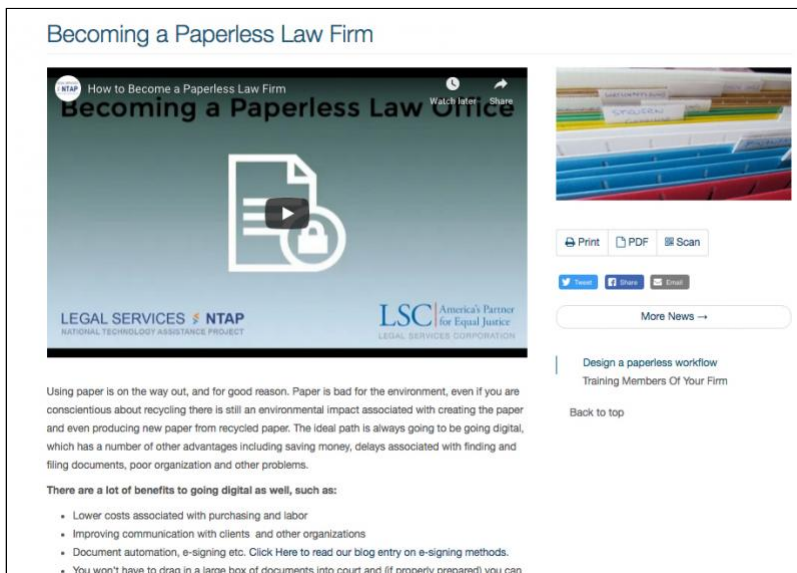 Becoming a Paperless Law Firm
NTAP
How to Become a Paperless Law Firm
Watch later
Share
Becoming a Paperless Law Office
LEGAL SERVICES NTAP
NATIONAL TECHNOLOGY ASSISTANCE PROJECT
LSC America's Partner
for Equal Justice
LEGAL SERVICES CORPORATION
Print
PDF
Scan
Tweet
Share
Email
More News →
Design a paperless workflow
Training Members Of Your Firm
Back to top
Using paper is on the way out, and for good reason. Paper is bad for the environment, even if you are
conscientious about recycling there is still an environmental impact associated with creating the paper
and even producing new paper from recycled paper. The ideal path is always going to be going digital,
which has a number of other advantages including saving money, delays associated with finding and
filing documents, poor organization and other problems.
There are a lot of benefits to going digital as well, such as:
• Lower costs associated with purchasing and labor
• Improving communication with clients and other organizations
• Document automation, e-signing etc. Click Here to read our blog entry on e-signing methods.
• You won't have to drag in a large box of documents into court and (if properly prepared) you can